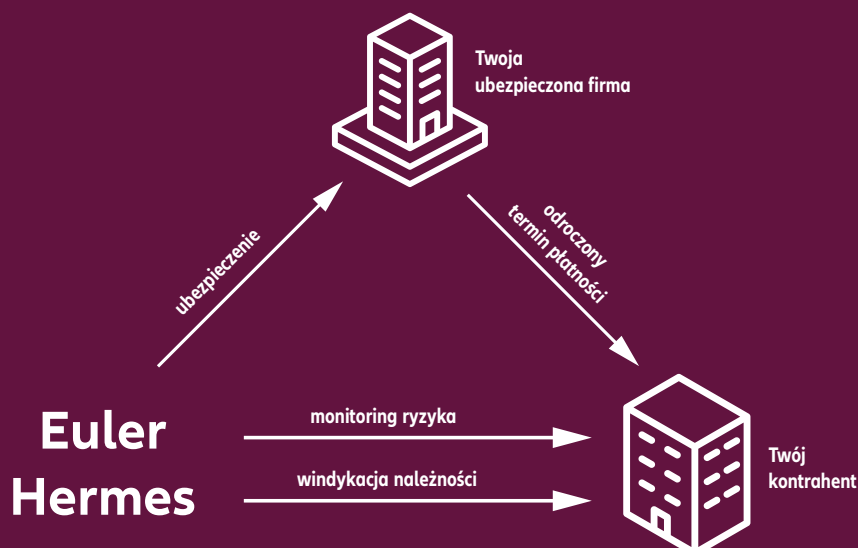 Twoja
ubezpieczona firma
ubezpieczenie
odroczony
termin płatności
Euler
Hermes
monitoring ryzyka
windykacja należności
Twój
kontrahent